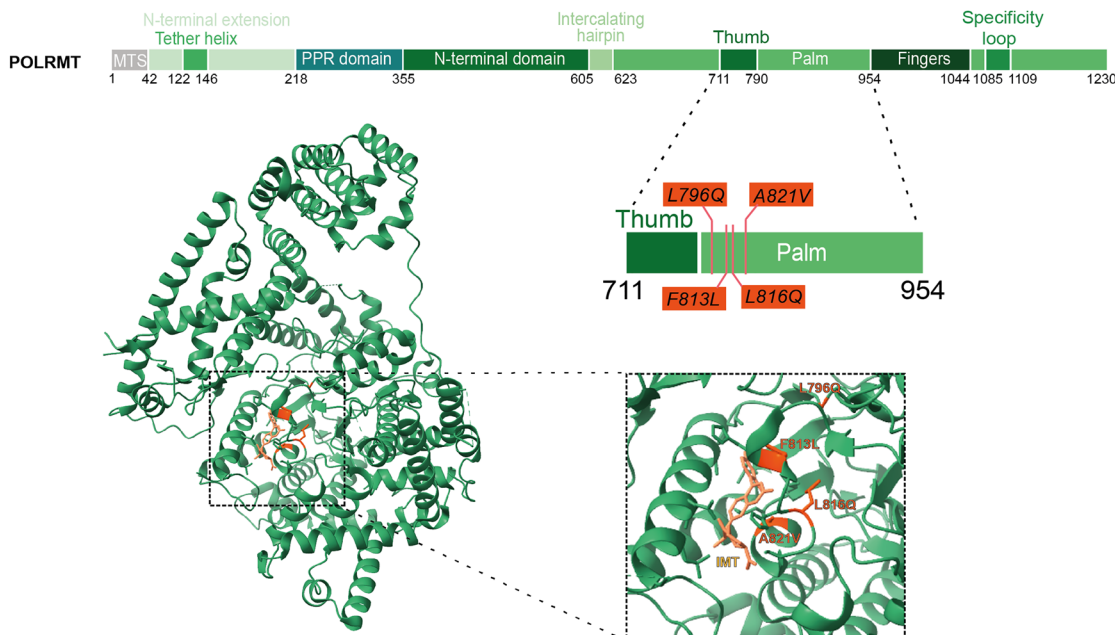 N-terminal extension
Intercalating
hairpin
Specificity
loop
Tether helix
Thumb
POLRMT
MTS
PPR domain
N-terminal domain
Palm
Fingers
1 42 122 146 218 355 605 623 711 790 954 1044 1085 1109 1230
L796Q
A821V
Thumb
Palm
711
954
F813L
L816Q
L796Q
F813L
L816Q
A821V
IMT